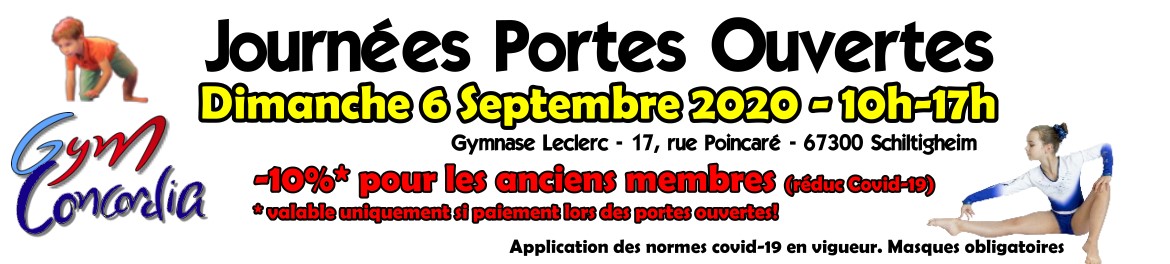 Journées Portes Ouvertes
Dimanche 6 Septembre 2020 - 10h-17h
Gym
Concordia
Gymnase Leclerc - 17, rue Poincaré - 67300 Schiltigheim
-10%* pour les anciens membres (réduc Covid-19)
* valable uniquement si paiement lors des portes ouvertes!
Application des normes covid-19 en vigueur. Masques obligatoires